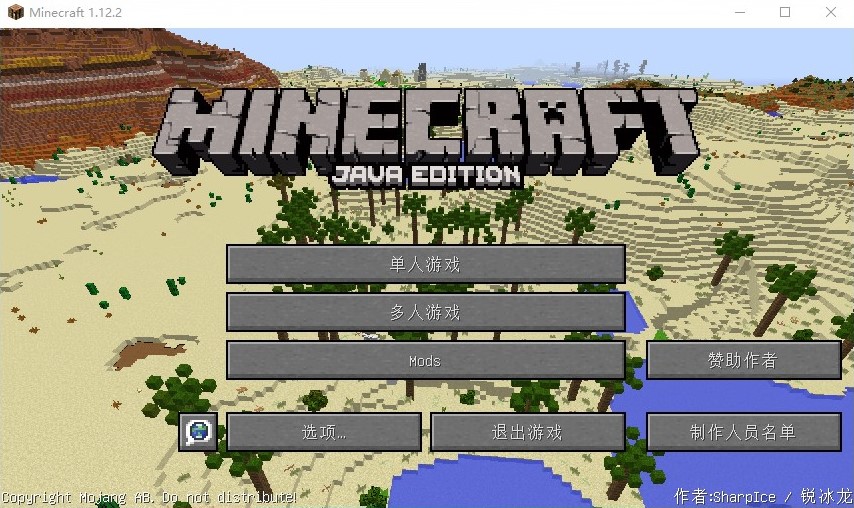 Minecraft 1.12.2
MINECRAFT
JAVA EDITION
单人游戏
多人游戏
Mods
赞助作者
选项...
退出游戏
制作人员名单
Copyright Mojang AB. Do not distribute!
作者:SharpIce / 锐冰龙